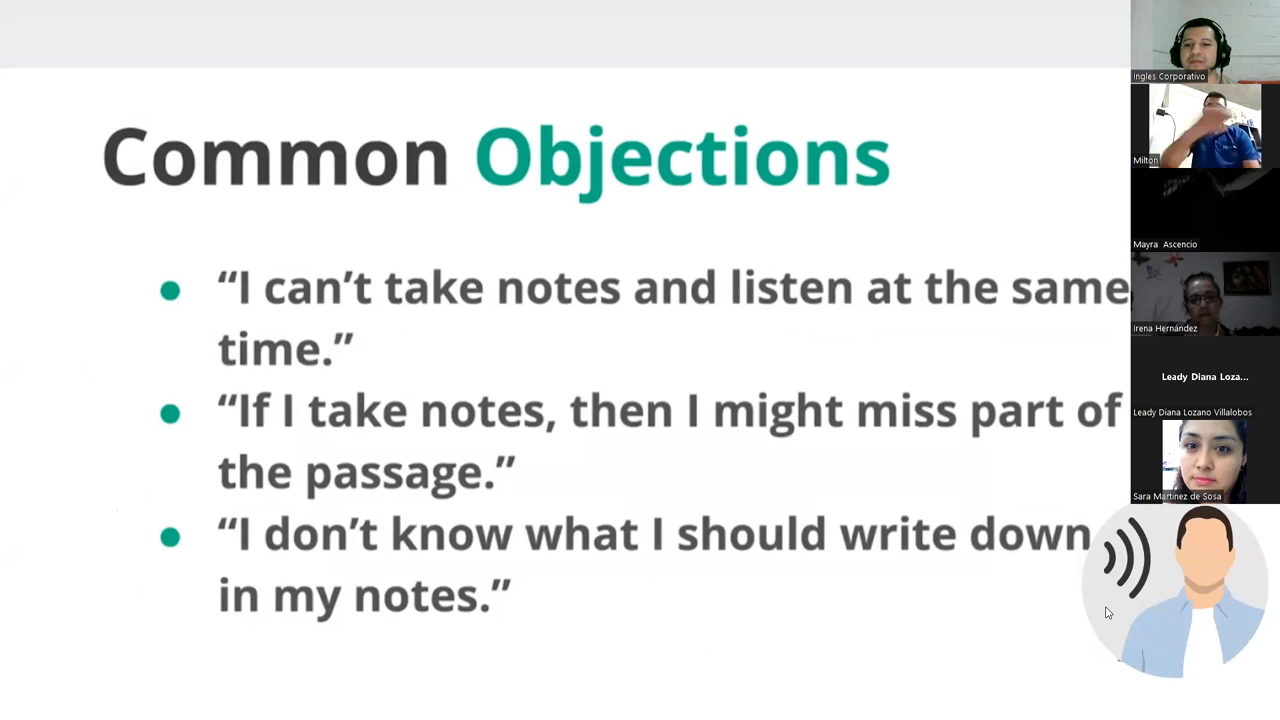 Common Objections
“I can’t take notes and listen at the same
time.”
“If I take notes, then I might miss part of
the passage.”
“I don’t know what I should write down
in my notes.”
Ingles Corporativo
Milton
Mayra Ascencio
Irena Hernández
Leady Diana Loza...
Leady Diana Lozano Villalobos
Sara Martinez de Sosa